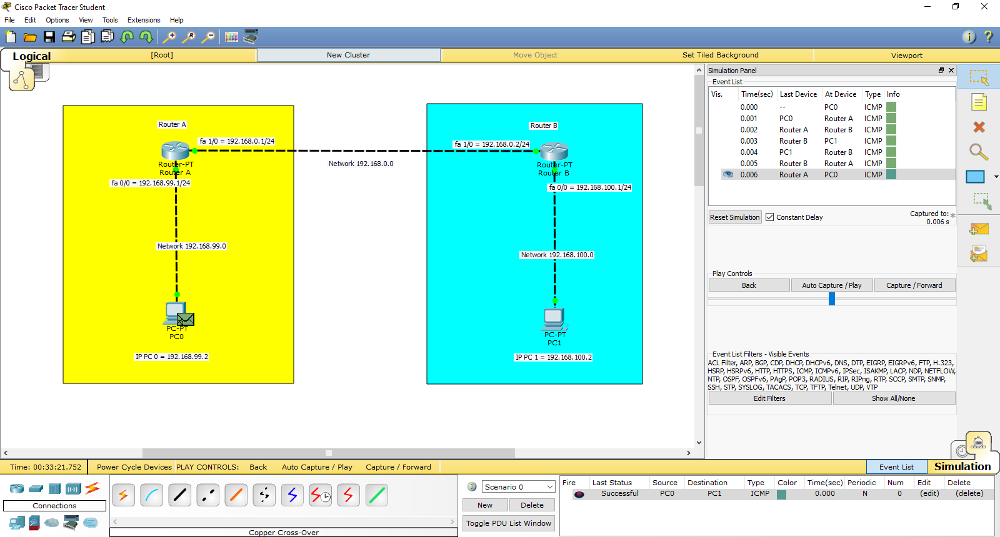 Cisco Packet Tracer Student
File Edit Options View Tools Extensions Help
Logical [Root] New Cluster Move Object Set Tiled Background Viewport
Router A
fa 1/0 = 192.168.0.1/24
Router-PT
Router A
fa 0/0 = 192.168.99.1/24
Network 192.168.99.0
PC-PT
PC0
IP PC 0 = 192.168.99.2
Network 192.168.0.0
Router B
fa 1/0 = 192.168.0.2/24
Router-PT
Router B
fa 0/0 = 192.168.100.1/24
Network 192.168.100.0
PC-PT
PC1
IP PC 1 = 192.168.100.2
Simulation Panel
Event List
Vis. Time(sec) Last Device At Device Type Info
0.000 -- PC0 ICMP
0.001 PC0 Router A ICMP
0.002 Router A Router B ICMP
0.003 Router B PC1 ICMP
0.004 PC1 Router B ICMP
0.005 Router B Router A ICMP
0.006 Router A PC0 ICMP
Reset Simulation Constant Delay Captured to: *
0.006 s
Play Controls
Back Auto Capture / Play Capture / Forward
Event List Filters - Visible Events
ACL Filter, ARP, BGP, CDP, DHCP, DHCPv6, DNS, DTP, EIGRP, EIGRPv6, FTP, H.323,
HSRP, HSRPv6, HTTP, HTTPS, ICMP, ICMPv6, IPSec, ISAKMP, LACP, NDP, NETFLOW,
NTP, OSPF, OSPFv6, PAgP, POP3, RADIUS, RIP, RIPng, RTP, SCCP, SMTP, SNMP,
SSH, STP, SYSLOG, TACACS, TCP, TFTP, Telnet, UDP, VTP
Edit Filters Show All/None
Time: 00:33:21.752 Power Cycle Devices PLAY CONTROLS: Back Auto Capture / Play Capture / Forward Event List Simulation
Connections
Copper Cross-Over
Scenario 0
New Delete
Toggle PDU List Window
Fire Last Status Source Destination Type Color Time(sec) Periodic Num Edit Delete
Successful PC0 PC1 ICMP 0.000 N 0 (edit) (delete)